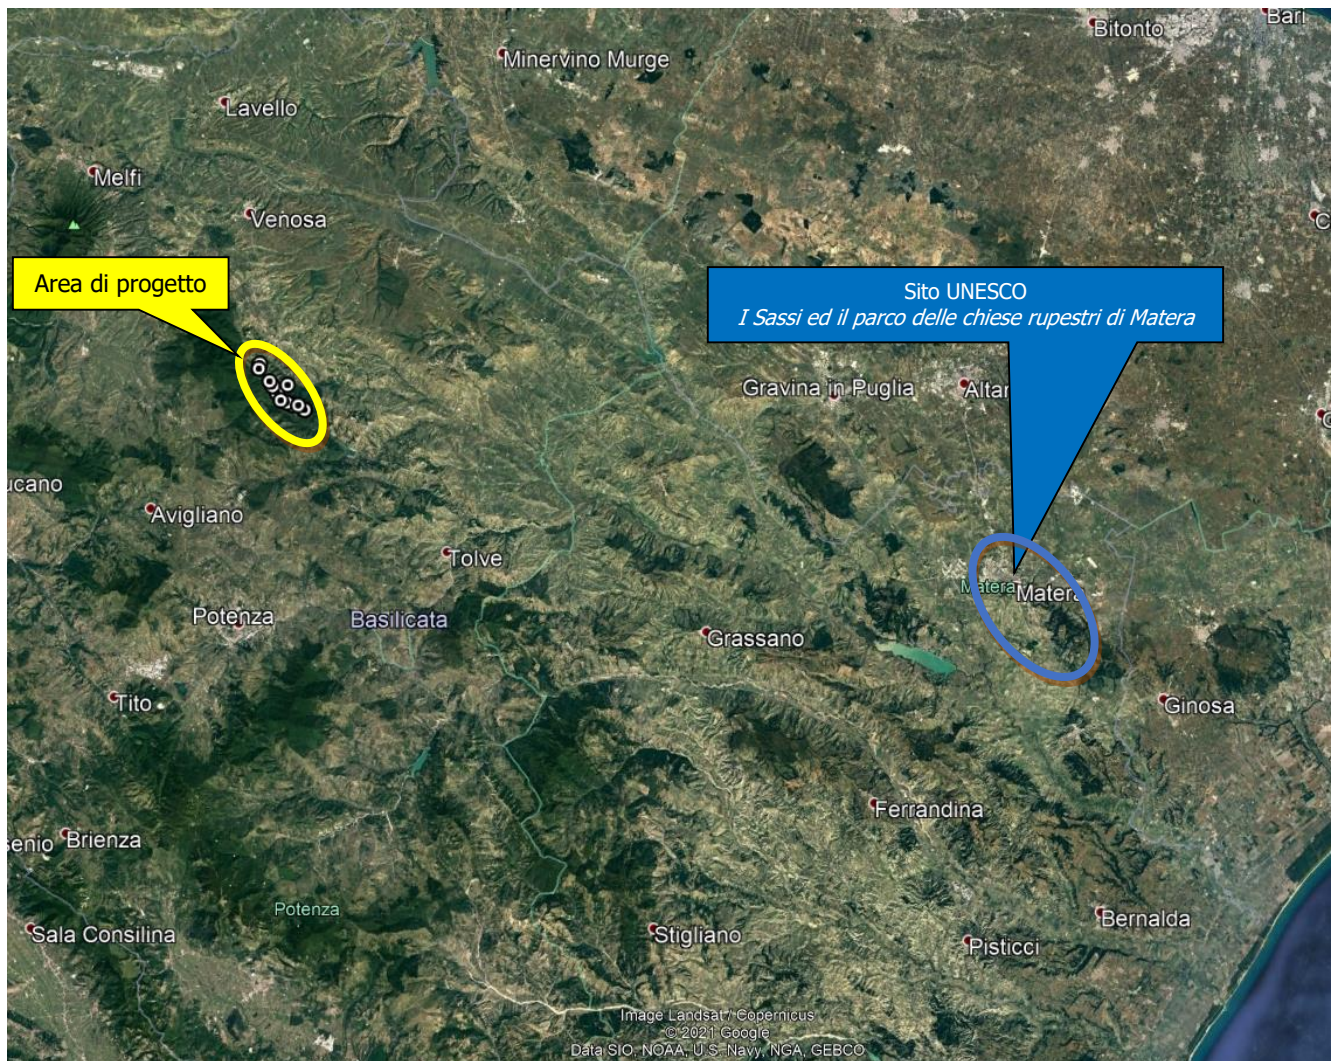 Bari
Bitonto
Minervino Murge
Lavello
Melfi
Venosa
C
Area di progetto
Sito UNESCO
I Sassi ed il parco delle chiese rupestri di Matera
Gravina in Puglia
Altar
ucano
Avigliano
Tolve
Matera
Matera
Potenza
Basilicata
Grassano
Tito
Ginosa
Ferrandina
senio
Brienza
Potenza
Bernalda
Sala Consilina
Stigliano
Pisticci
Image Landsat / Copernicus
© 2021 Google
Data SIO, NOAA, U.S. Navy, NGA, GEBCO